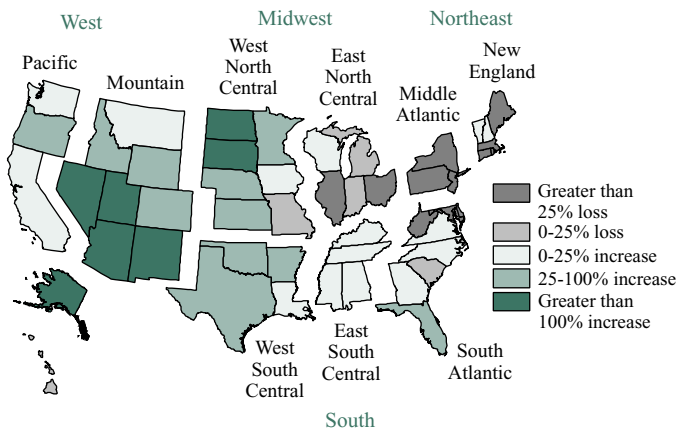 West
Midwest
Northeast
Pacific
Mountain
West
North
Central
East
North
Central
Middle
Atlantic
New
England
Greater than
25% loss
0-25% loss
0-25% increase
25-100% increase
Greater than
100% increase
West
South
Central
East
South
Central
South
Atlantic
South